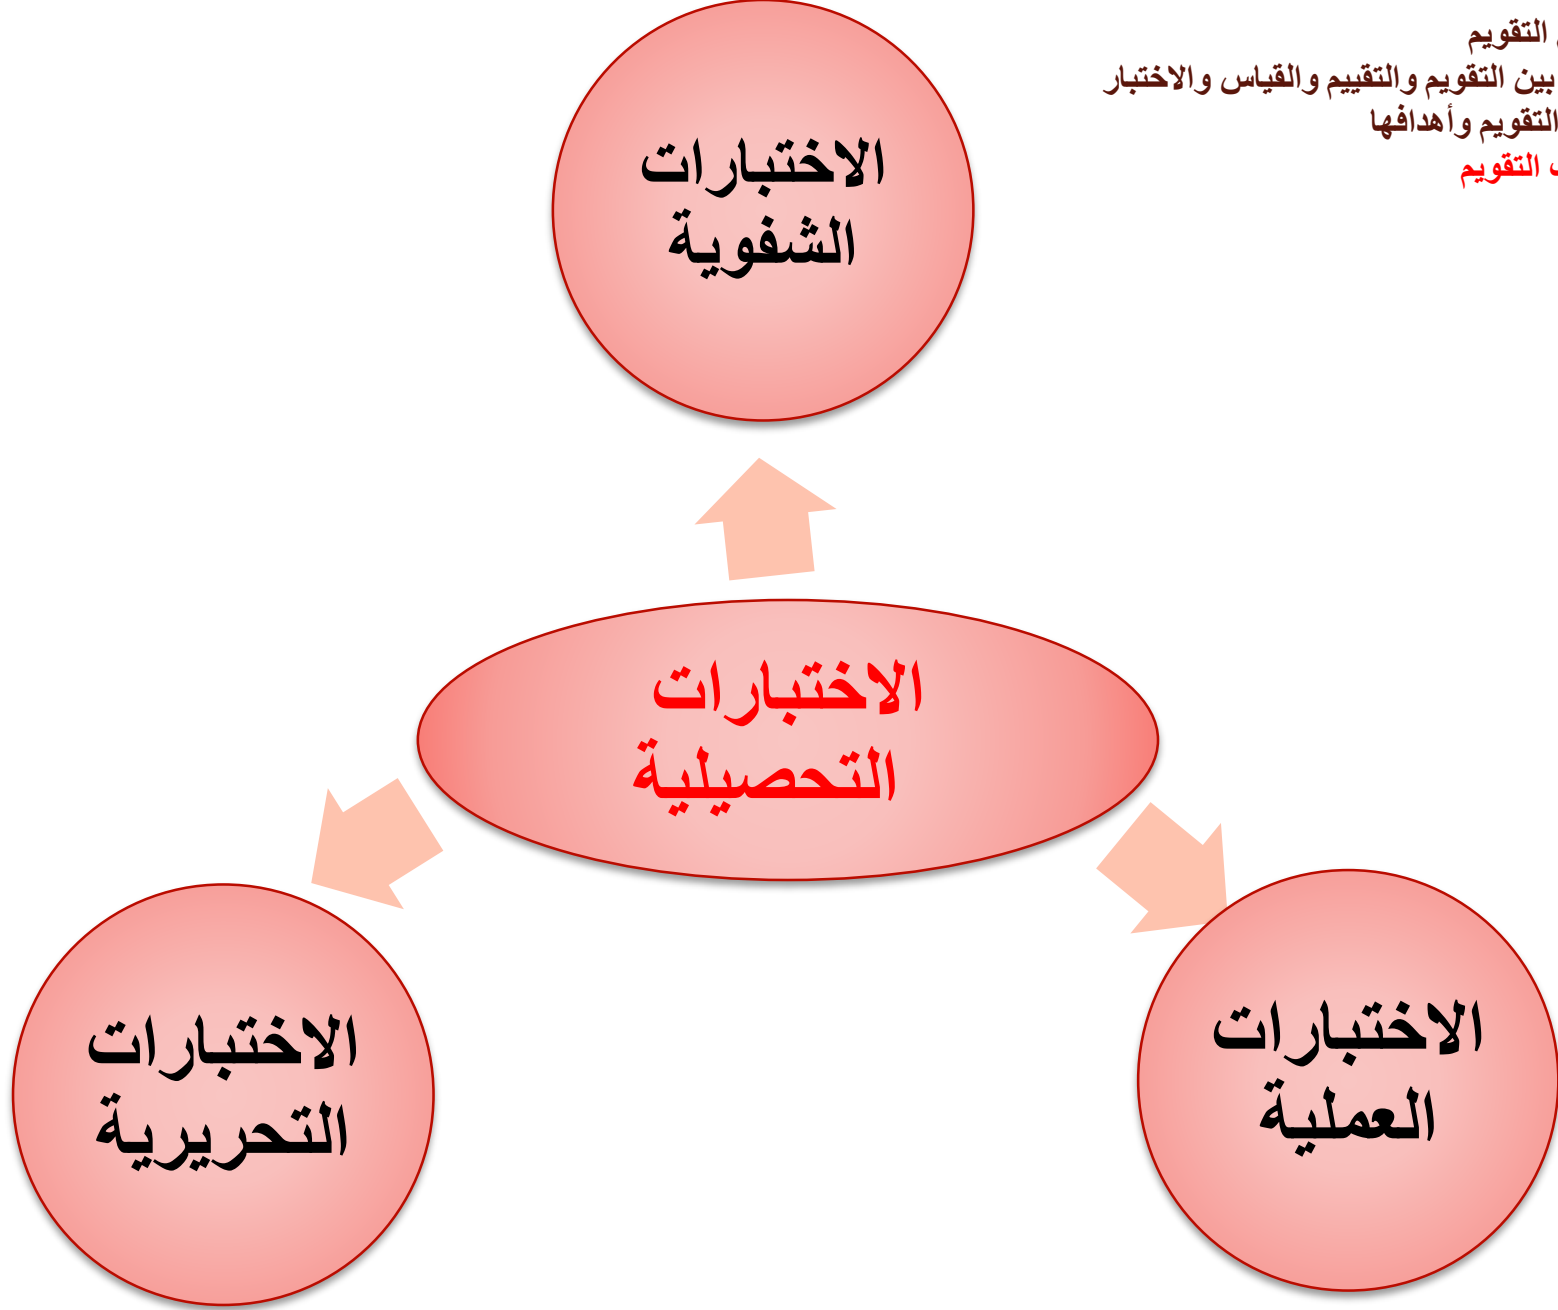 التقويم
بين التقويم والتقييم والقياس والاختبار
التقويم وأهدافها
التقويم
الاختبارات
الشفوية
الاختبارات
التحصيلية
الاختبارات
العملية
الاختبارات
التحريرية